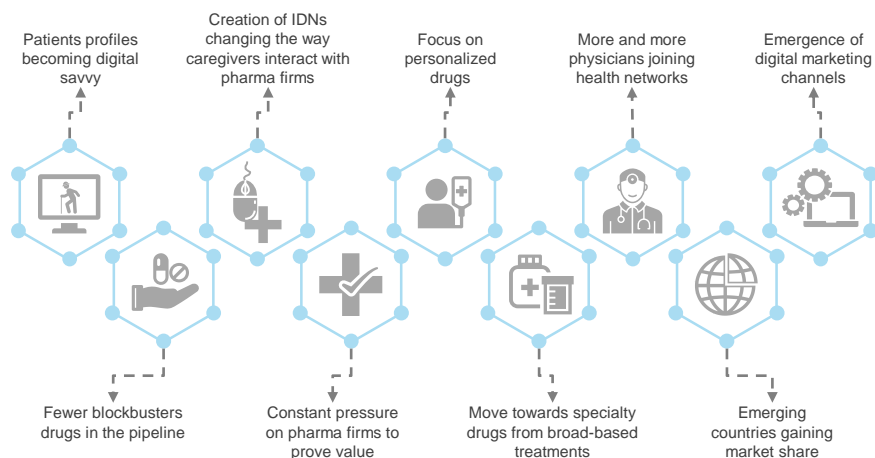 Patients profiles
becoming digital
savvy
Creation of IDNs
changing the way
caregivers interact with
pharma firms
Focus on
personalized
drugs
More and more
physicians joining
health networks
Emergence of
digital marketing
channels
Fewer blockbusters
drugs in the pipeline
Constant pressure
on pharma firms to
prove value
Move towards specialty
drugs from broad-based
treatments
Emerging
countries gaining
market share